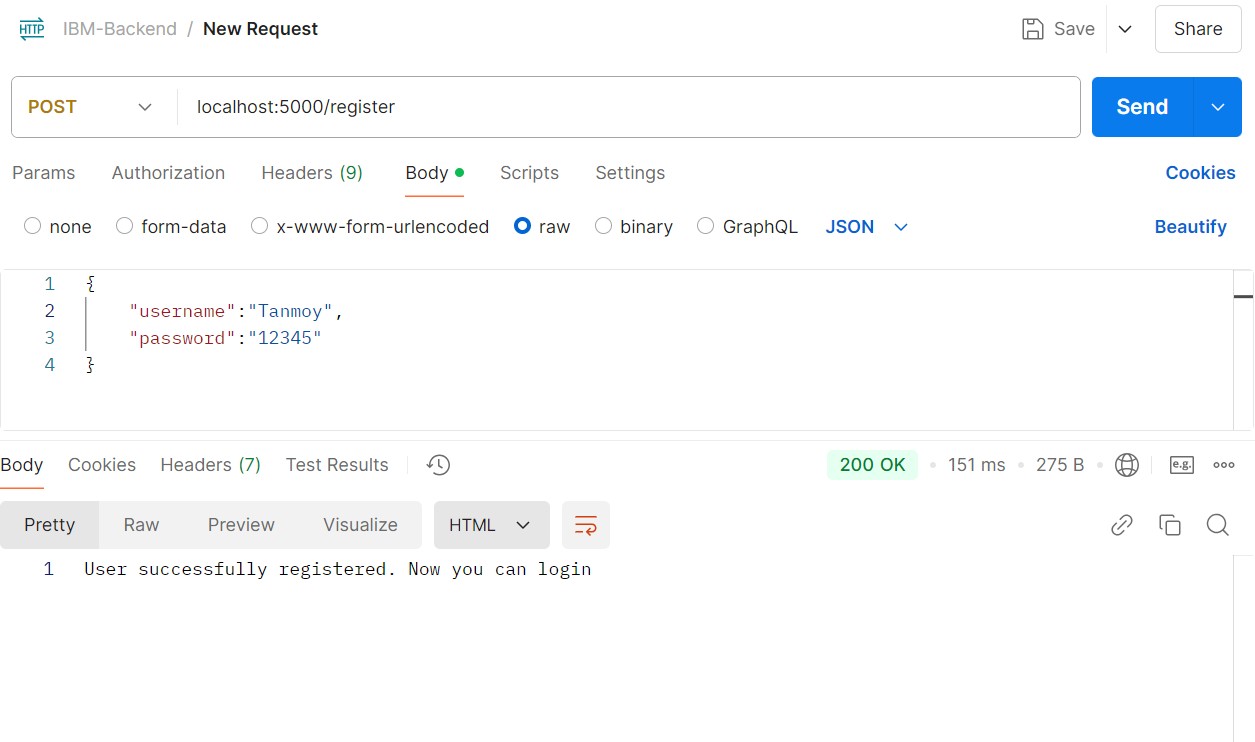 HTTP IBM-Backend / New Request Save Share
POST localhost:5000/register Send
Params Authorization Headers (9) Body Scripts Settings Cookies
none form-data x-www-form-urlencoded raw binary GraphQL JSON Beautify
1 {
2 "username":"Tanmoy",
3 "password":"12345"
4 }
Body Cookies Headers (7) Test Results 200 OK 151 ms 275 B e.g.
Pretty Raw Preview Visualize HTML
1 User successfully registered. Now you can login